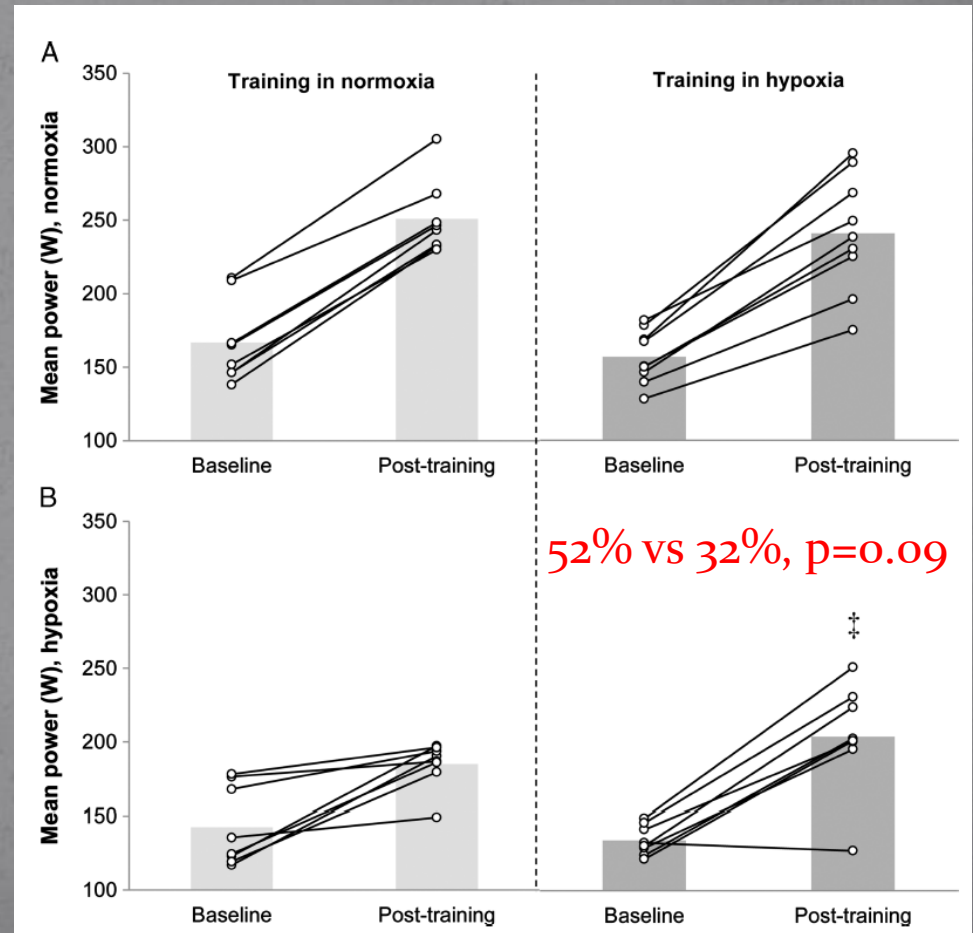 A
Training in normoxia
Training in hypoxia
Mean power (W), normoxia
350
300
250
200
150
100
Baseline
Post-training
Baseline
Post-training
B
52% vs 32%, p=0.09
Mean power (W), hypoxia
350
300
250
200
150
100
‡
Baseline
Post-training
Baseline
Post-training